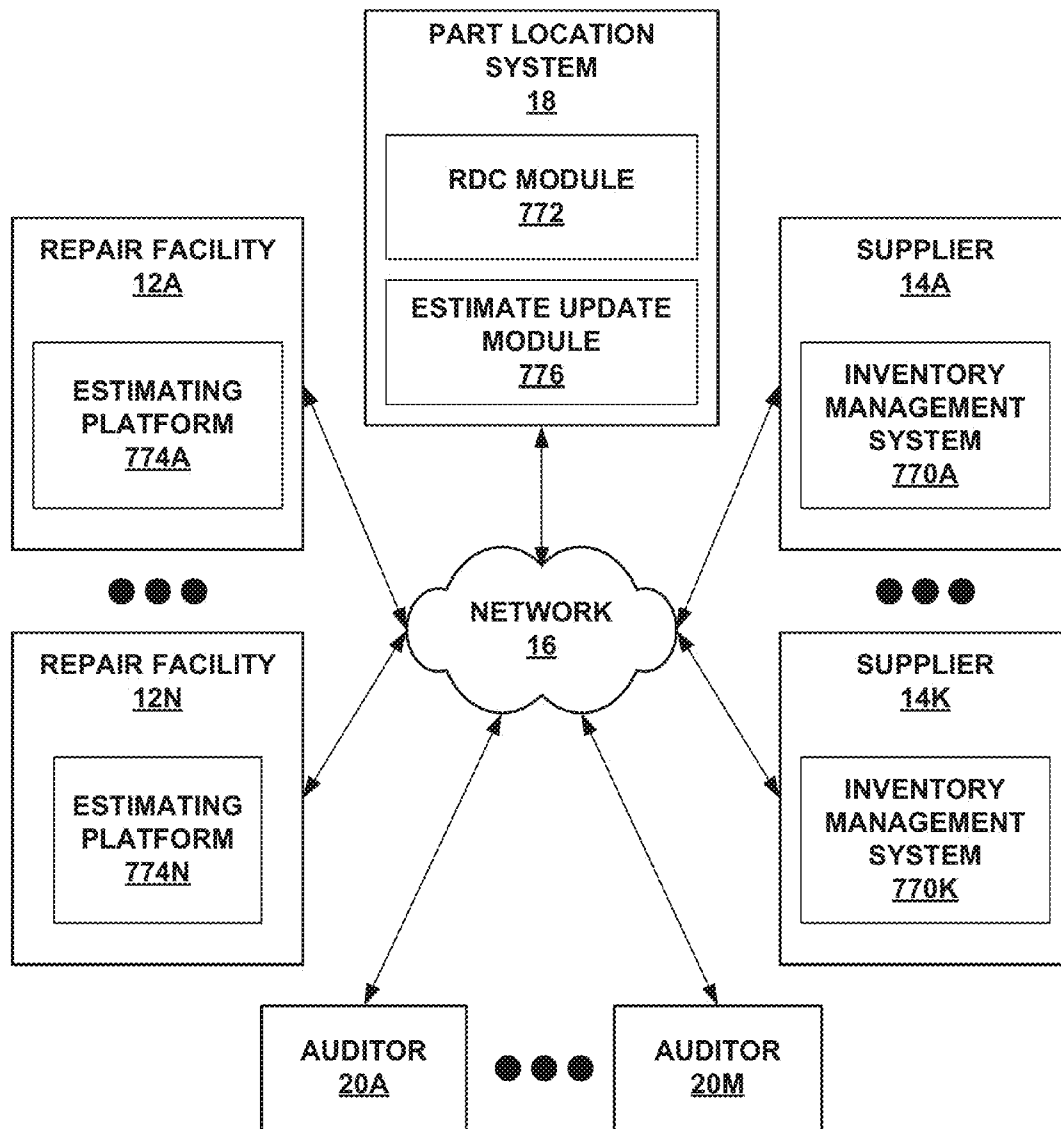 PART LOCATION
SYSTEM
18
RDC MODULE
772
ESTIMATE UPDATE
MODULE
776
REPAIR FACILITY
12A
ESTIMATING
PLATFORM
774A
SUPPLIER
14A
INVENTORY
MANAGEMENT
SYSTEM
770A
NETWORK
16
REPAIR FACILITY
12N
ESTIMATING
PLATFORM
774N
SUPPLIER
14K
INVENTORY
MANAGEMENT
SYSTEM
770K
AUDITOR
20A
AUDITOR
20M